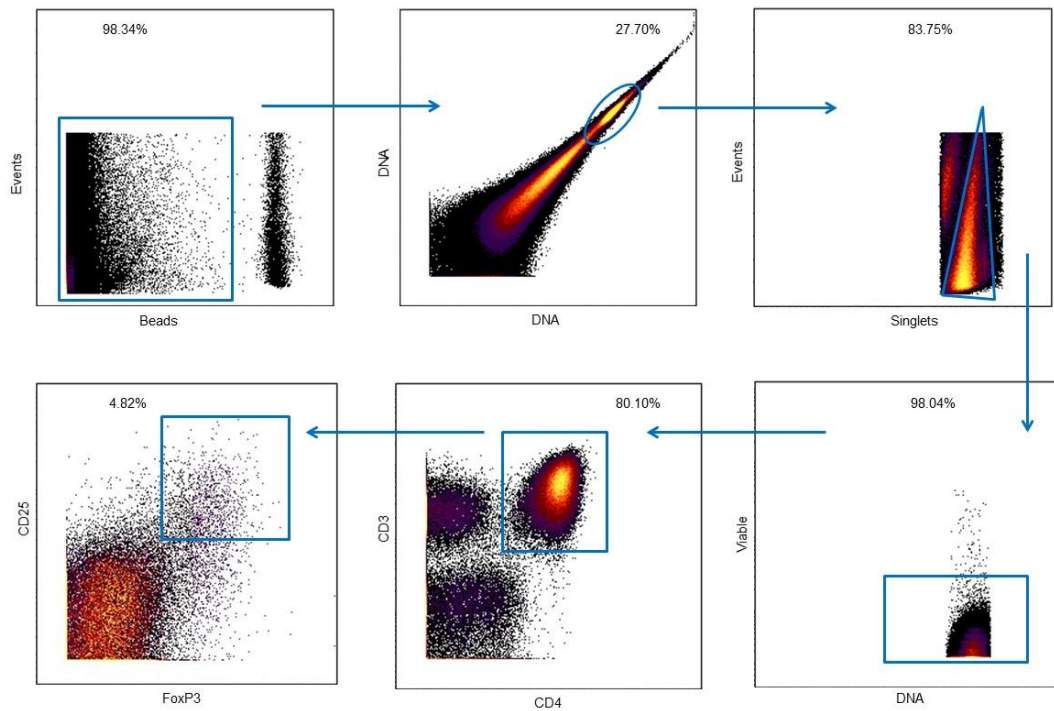 98.34%
Events
Beads
27.70%
DNA
DNA
83.75%
Events
Singlets
4.82%
CD25
FoxP3
80.10%
CD3
CD4
98.04%
Viable
DNA